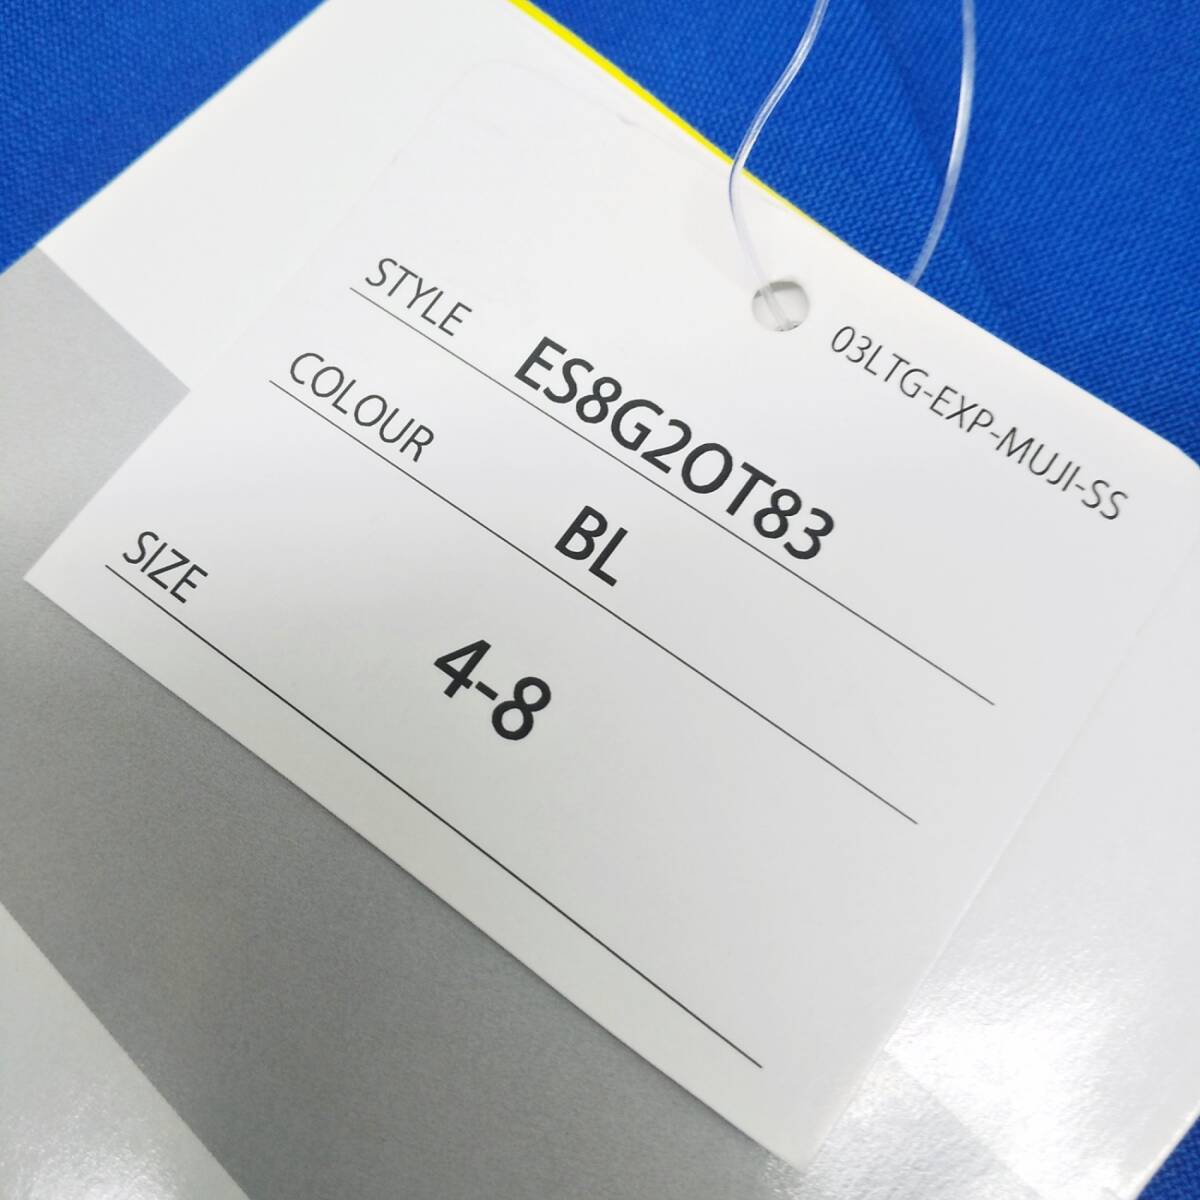 03LTG-EXP-MUJI-SS
STYLE ES8G2OT83
COLOUR BL
SIZE 4-8